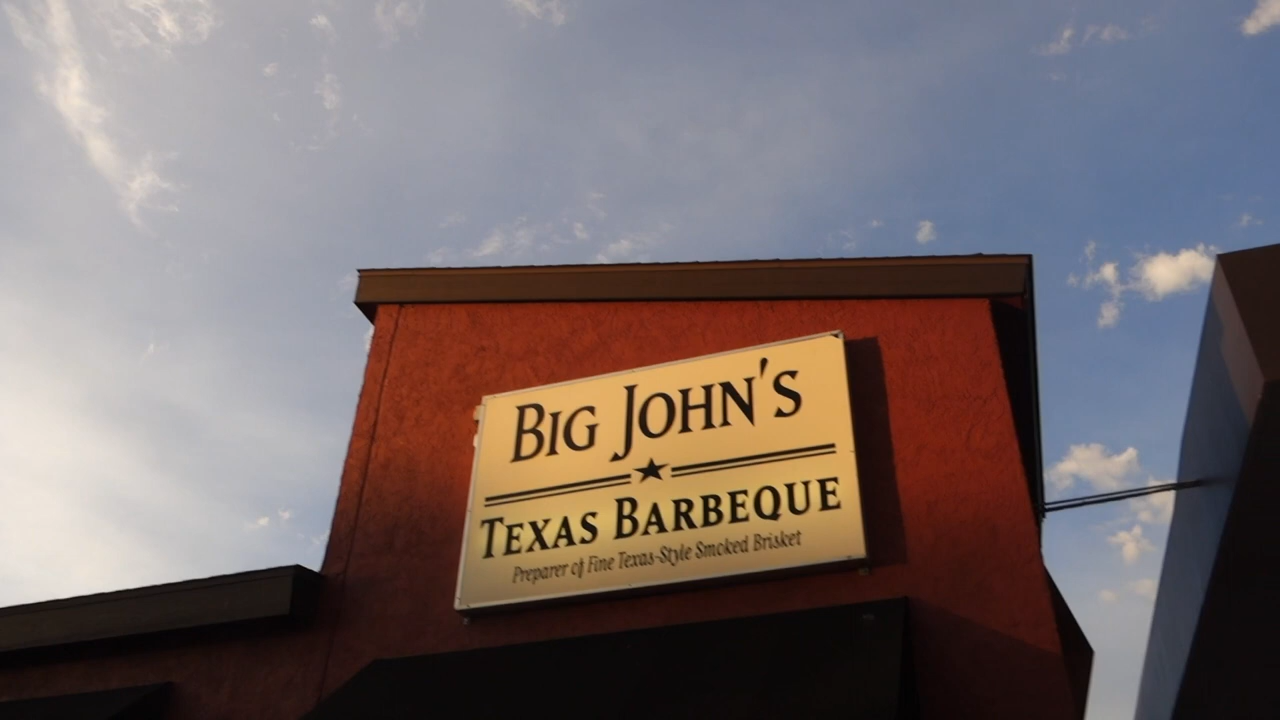 Big John's
Texas Barbeque
Preparer of Fine Texas-Style Smoked Brisket